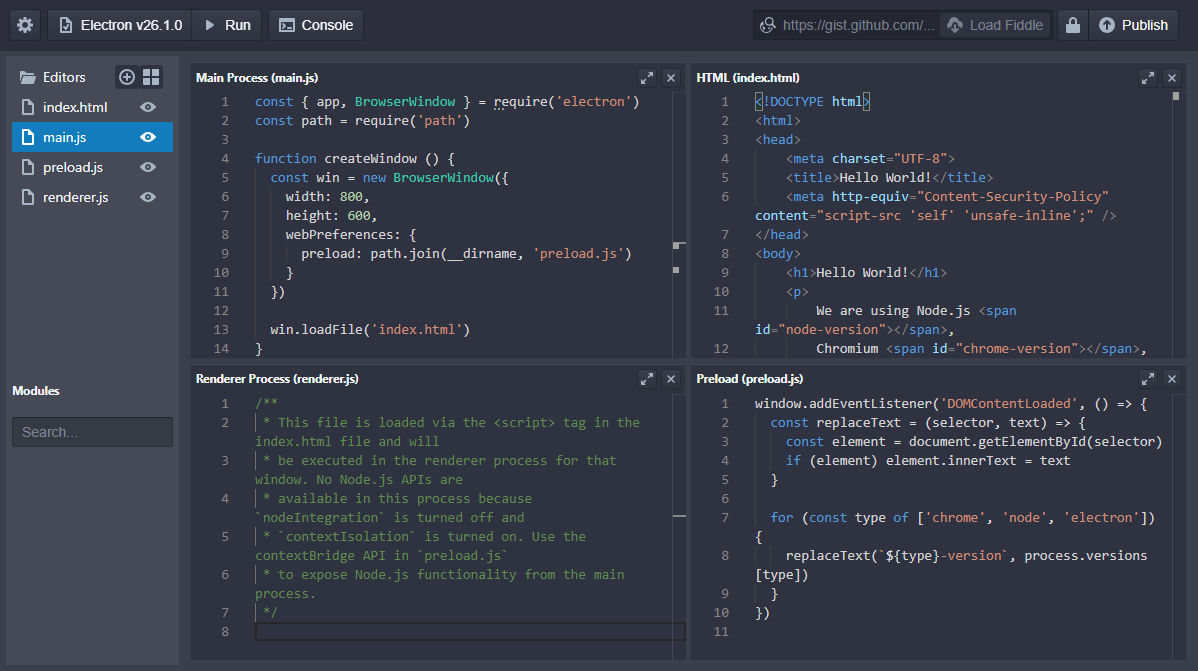 Electron v26.1.0 Run Console https://gist.github.com/... Load Fiddle Publish
Editors
index.html
main.js
preload.js
renderer.js
Modules
Search...
Main Process (main.js)
1 const { app, BrowserWindow } = require('electron')
2 const path = require('path')
3
4 function createWindow () {
5 const win = new BrowserWindow({
6 width: 800,
7 height: 600,
8 webPreferences: {
9 preload: path.join(__dirname, 'preload.js')
10 }
11 })
12
13 win.loadFile('index.html')
14 }
HTML (index.html)
1 <!DOCTYPE html>
2 <html>
3 <head>
4 <meta charset="UTF-8">
5 <title>Hello World!</title>
6 <meta http-equiv="Content-Security-Policy"
content="script-src 'self' 'unsafe-inline';" />
7 </head>
8 <body>
9 <h1>Hello World!</h1>
10 <p>
11 We are using Node.js <span
id="node-version"></span>,
12 Chromium <span id="chrome-version"></span>,
Renderer Process (renderer.js)
1 /**
2 * This file is loaded via the <script> tag in the
index.html file and will
3 * be executed in the renderer process for that
window. No Node.js APIs are
4 * available in this process because
`nodeIntegration` is turned off and
5 * `contextIsolation` is turned on. Use the
contextBridge API in `preload.js`
6 * to expose Node.js functionality from the main
process.
7 */
8
Preload (preload.js)
1 window.addEventListener('DOMContentLoaded', () => {
2 const replaceText = (selector, text) => {
3 const element = document.getElementById(selector)
4 if (element) element.innerText = text
5 }
6
7 for (const type of ['chrome', 'node', 'electron'])
{
8 replaceText(`${type}-version`, process.versions
[type])
9 }
10 })
11